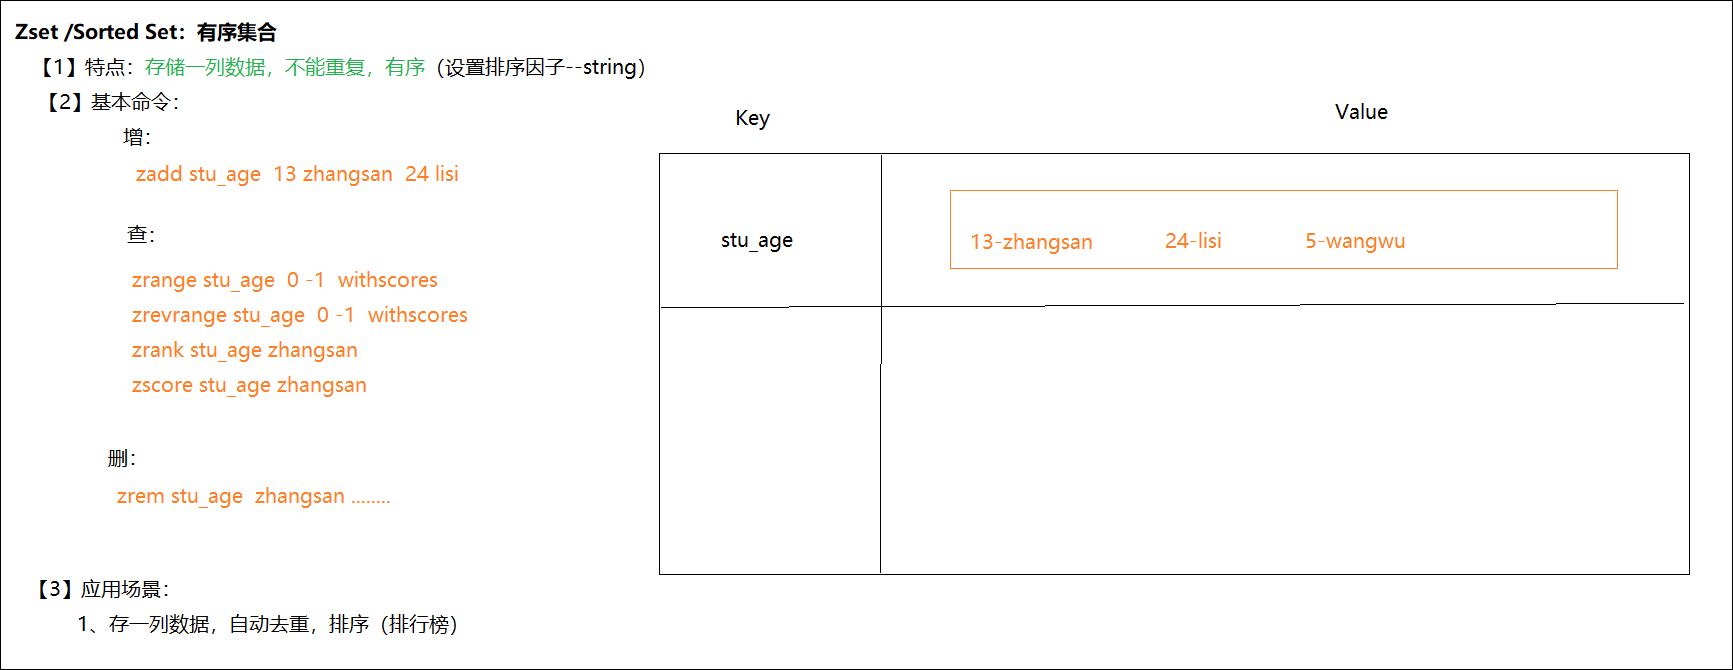 Zset /Sorted Set：有序集合
【1】特点：存储一列数据，不能重复，有序（设置排序因子--string）
【2】基本命令：
增：
zadd stu_age 13 zhangsan 24 lisi
查：
zrange stu_age 0 -1 withscores
zrevrange stu_age 0 -1 withscores
zrank stu_age zhangsan
zscore stu_age zhangsan
删：
zrem stu_age zhangsan ........
【3】应用场景：
1、存一列数据，自动去重，排序（排行榜）
Key
Value
stu_age
13-zhangsan
24-lisi
5-wangwu